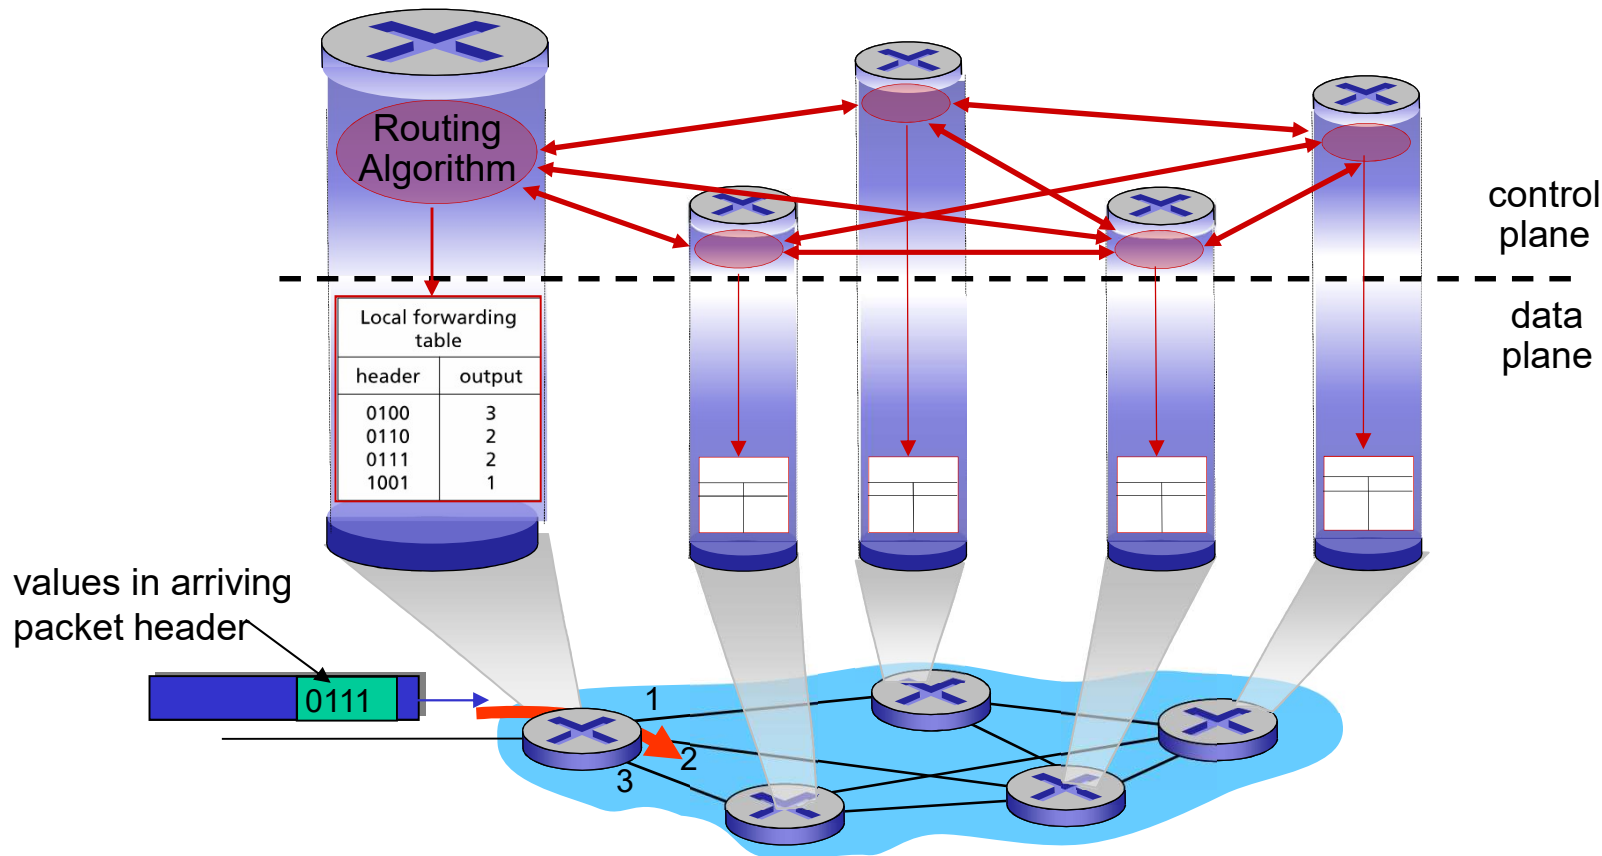 Routing
Algorithm
control
plane
data
plane
Local forwarding
table
header output
0100 3
0110 2
0111 2
1001 1
values in arriving
packet header
0111
1
2
3